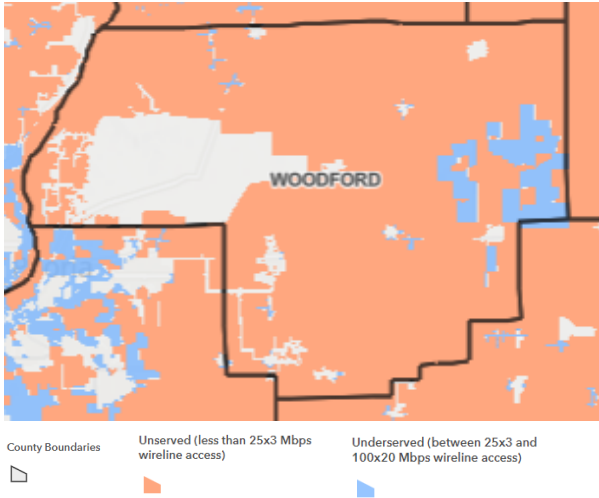 WOODFORD
County Boundaries
Unserved (less than 25x3 Mbps
wireline access)
Underserved (between 25x3 and
100x20 Mbps wireline access)